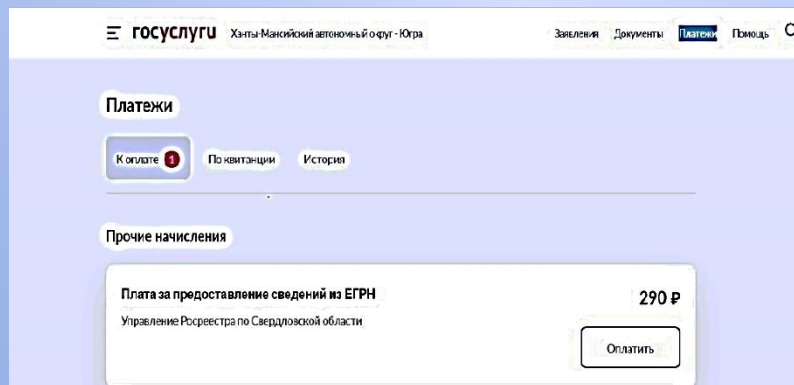 госуслуги Ханты-Мансийский автономный округ - Югра Заявления Документы Платежи Помощь
Платежи
К оплате 1 По квитанции История
Прочие начисления
Плата за предоставление сведений из ЕГРН 290 ₽
Управление Росреестра по Свердловской области
Оплатить